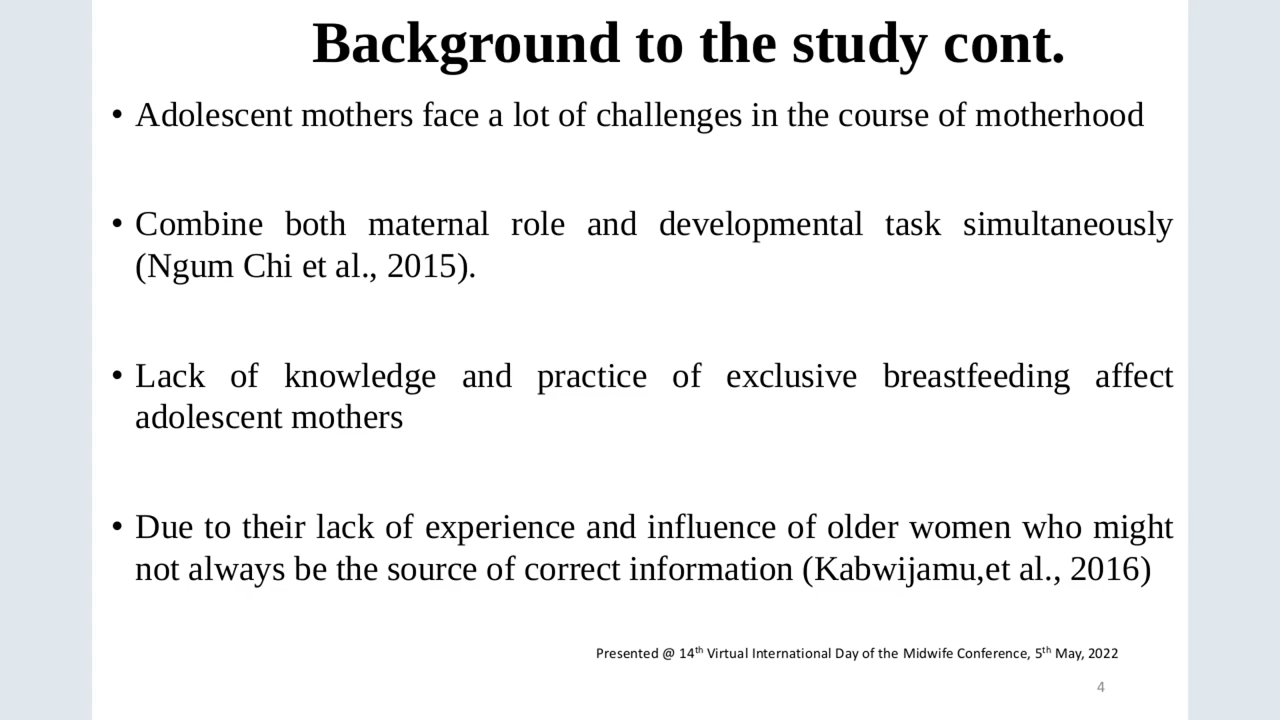 Background to the study cont.
• Adolescent mothers face a lot of challenges in the course of motherhood
• Combine both maternal role and developmental task simultaneously
(Ngum Chi et al., 2015).
• Lack of knowledge and practice of exclusive breastfeeding affect
adolescent mothers
• Due to their lack of experience and influence of older women who might
not always be the source of correct information (Kabwijamu,et al., 2016)
Presented @ 14th Virtual International Day of the Midwife Conference, 5th May, 2022
4